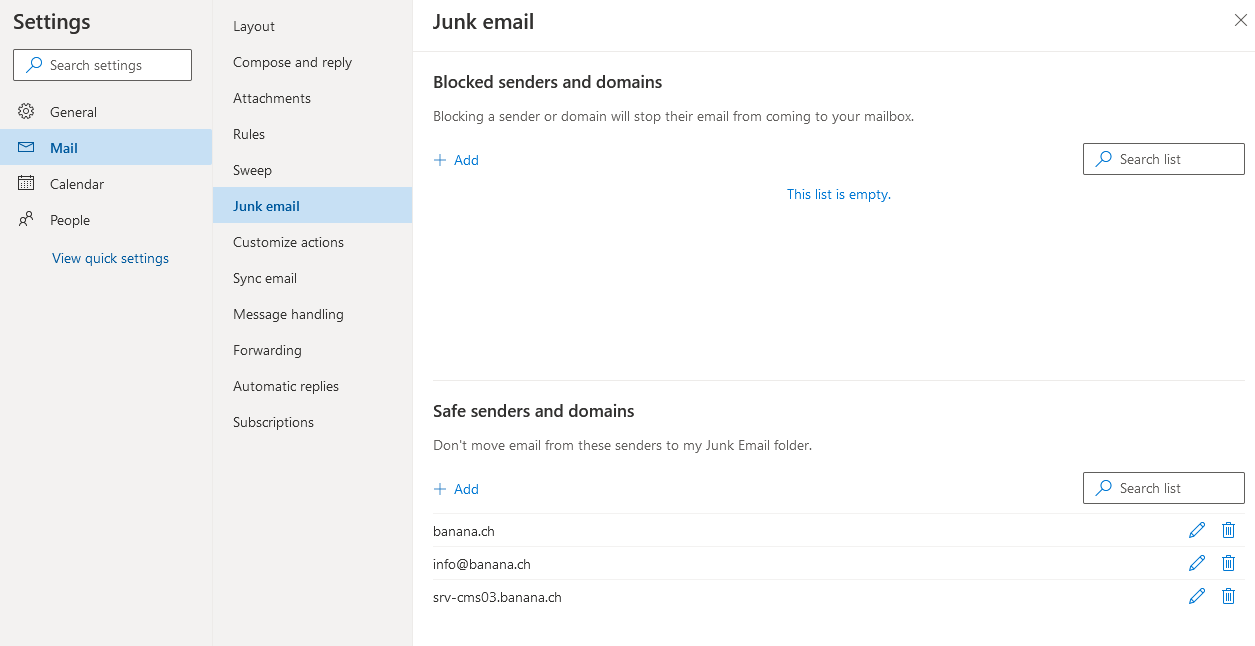 Settings
Search settings
General
Mail
Calendar
People
View quick settings
Layout
Compose and reply
Attachments
Rules
Sweep
Junk email
Customize actions
Sync email
Message handling
Forwarding
Automatic replies
Subscriptions
Junk email
Blocked senders and domains
Blocking a sender or domain will stop their email from coming to your mailbox.
Add
Search list
This list is empty.
Safe senders and domains
Don't move email from these senders to my Junk Email folder.
Add
Search list
banana.ch
info@banana.ch
srv-cms03.banana.ch